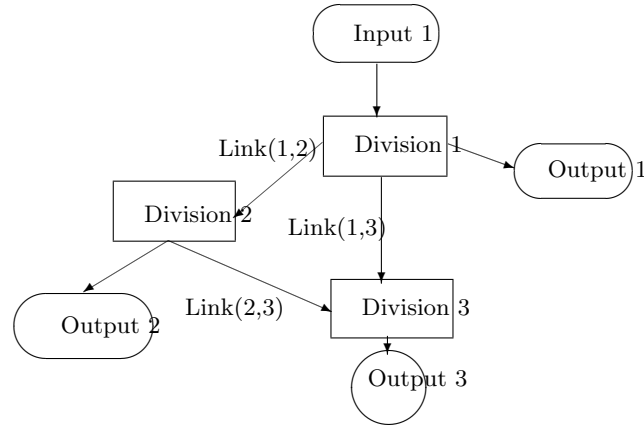 Input 1
Division 1
Link(1,2)
Output 1
Division 2
Link(1,3)
Link(2,3)
Division 3
Output 2
Output 3